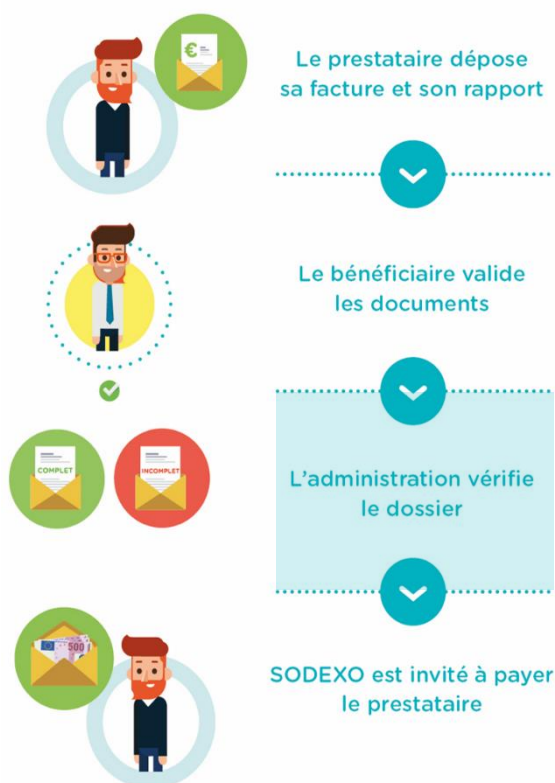 Le prestataire dépose
sa facture et son rapport
Le bénéficiaire valide
les documents
COMPLET
INCOMPLET
L'administration vérifie
le dossier
500
SODEXO est invité à payer
le prestataire